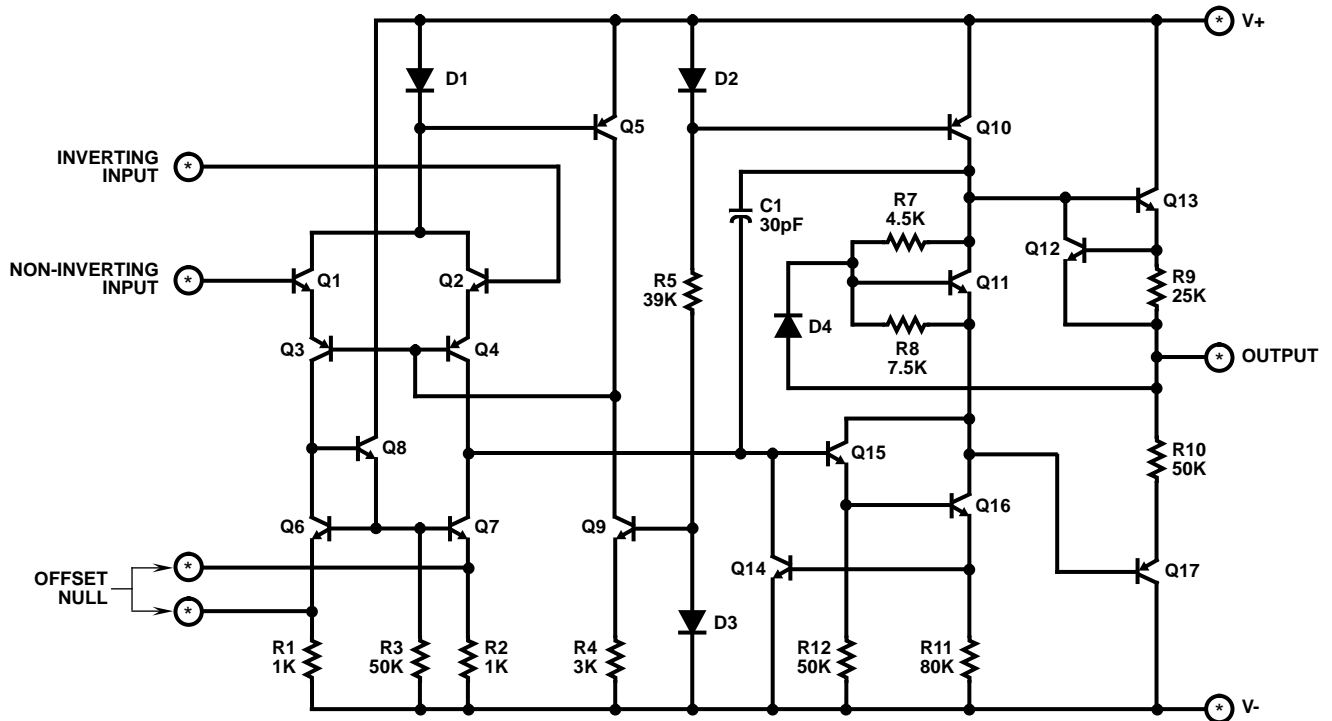 V+
D1
D2
Q5
Q10
INVERTING
INPUT
C1
30pF
R7
4.5K
Q13
Q12
NON-INVERTING
INPUT
Q1
Q2
R5
39K
Q11
R9
25K
D4
Q3
Q4
R8
7.5K
OUTPUT
Q8
Q15
R10
50K
Q6
Q7
Q9
Q16
OFFSET
NULL
Q14
Q17
D3
R1
1K
R3
50K
R2
1K
R4
3K
R12
50K
R11
80K
V-